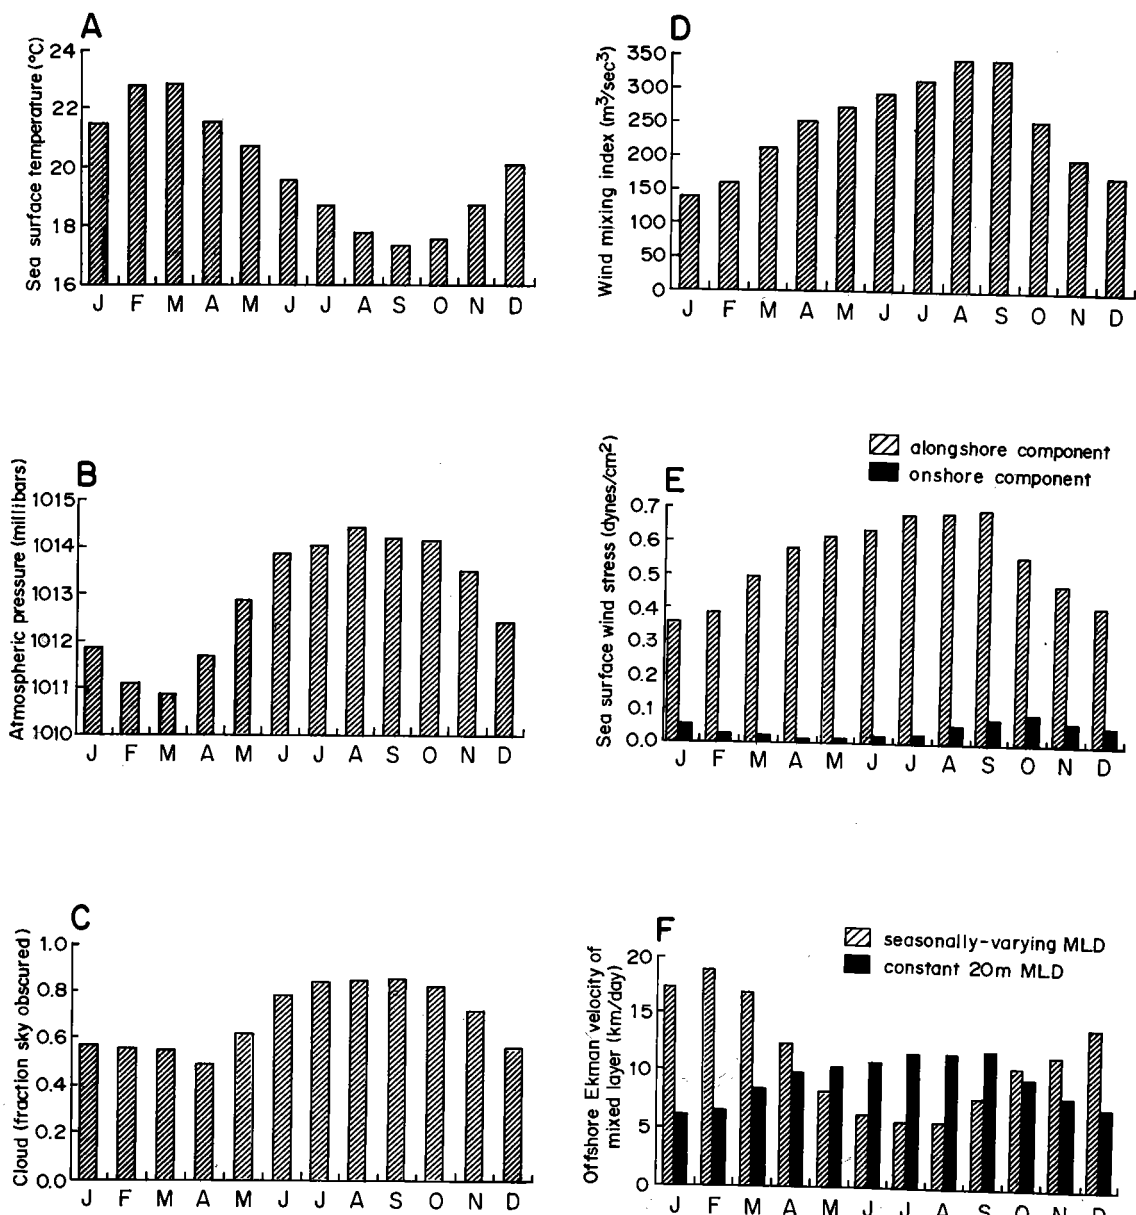 A
Sea surface temperature (°C)
24
22
20
18
16
J F M A M J J A S O N D
B
Atmospheric pressure (millibars)
1015
1014
1013
1012
1011
1010
J F M A M J J A S O N D
C
Cloud (fraction sky obscured)
1.0
0.8
0.6
0.4
0.2
0.0
J F M A M J J A S O N D
D
Wind mixing index (m³/sec³)
350
300
250
200
150
100
50
0
J F M A M J J A S O N D
E
alongshore component
onshore component
Sea surface wind stress (dynes/cm²)
0.7
0.6
0.5
0.4
0.3
0.2
0.1
0.0
J F M A M J J A S O N D
F
seasonally-varying MLD
constant 20m MLD
Offshore Ekman velocity of
mixed layer (km/day)
20
15
10
5
0
J F M A M J J A S O N D